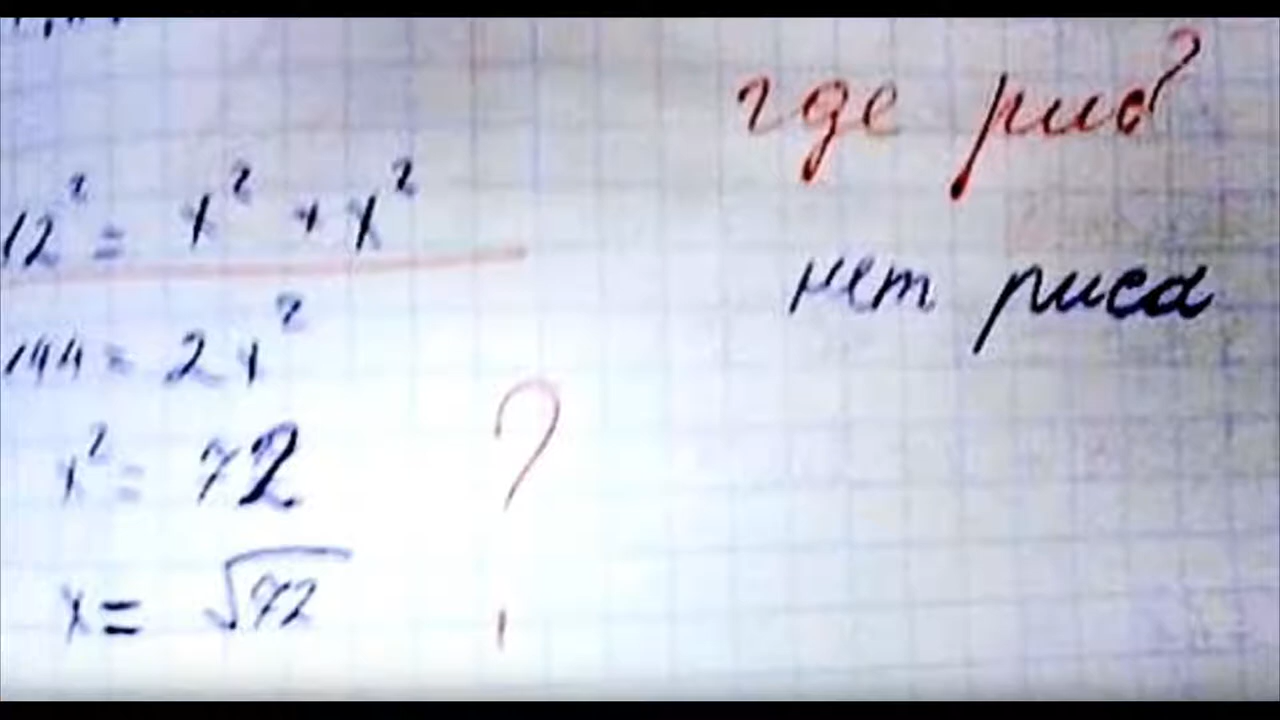 12² = x² + x²
144 = 2x²
x² = 72
x = √72
?
где рис?
нет риса